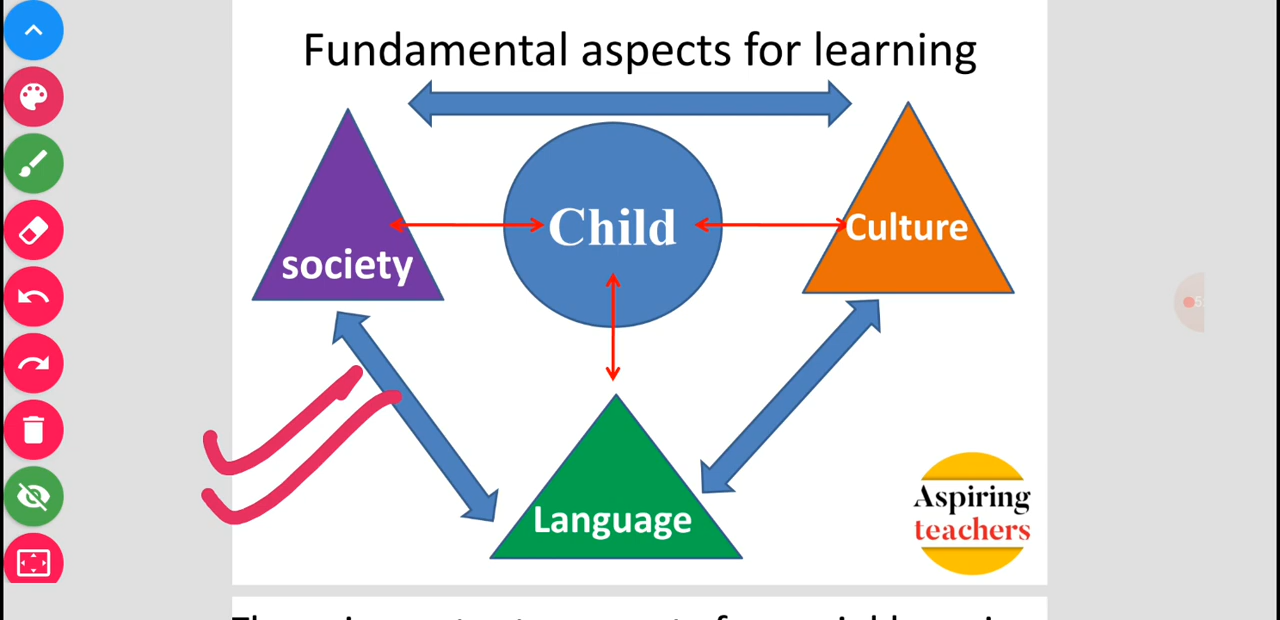 Fundamental aspects for learning
Child
Culture
society
Language
Aspiring
teachers